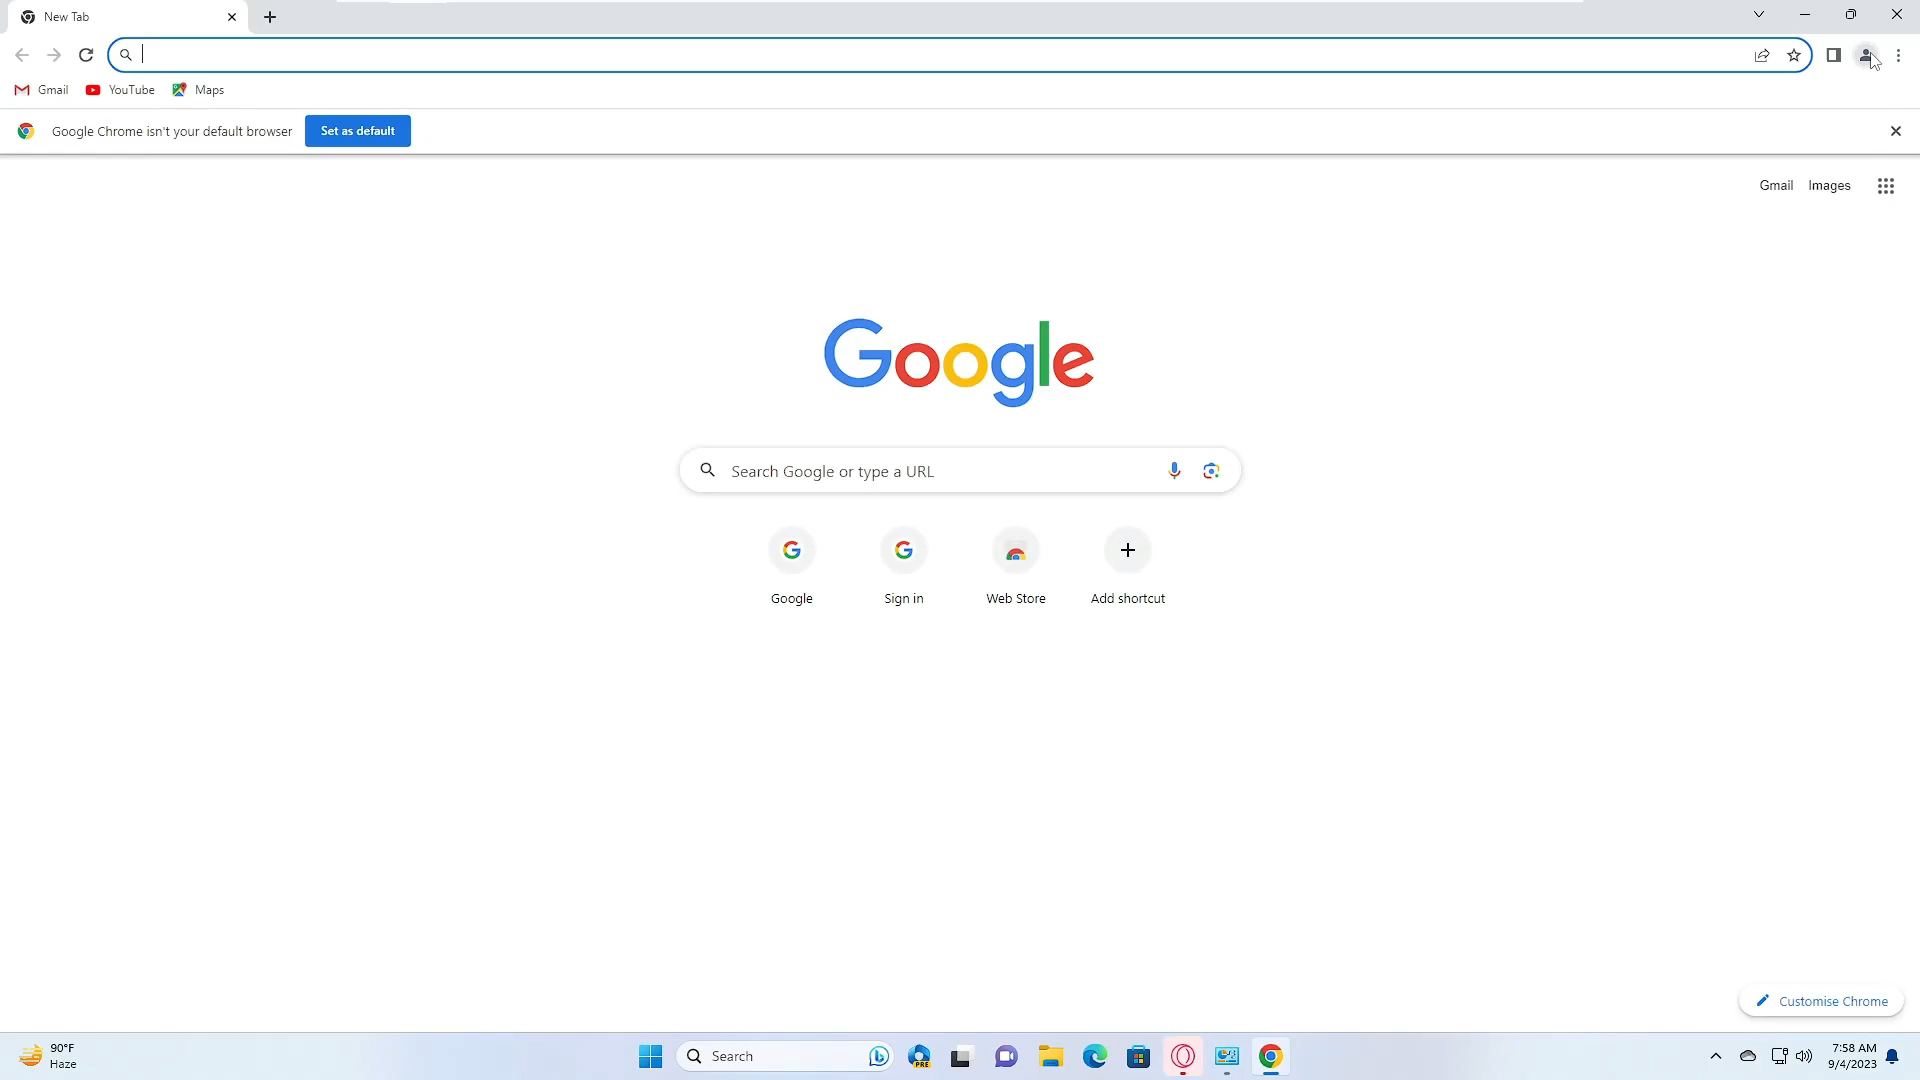 New Tab
Gmail YouTube Maps
Google Chrome isn't your default browser Set as default
Gmail Images
Google
Search Google or type a URL
Google Sign in Web Store Add shortcut
Customise Chrome
90°F
Haze
Search
PRE
7:58 AM
9/4/2023